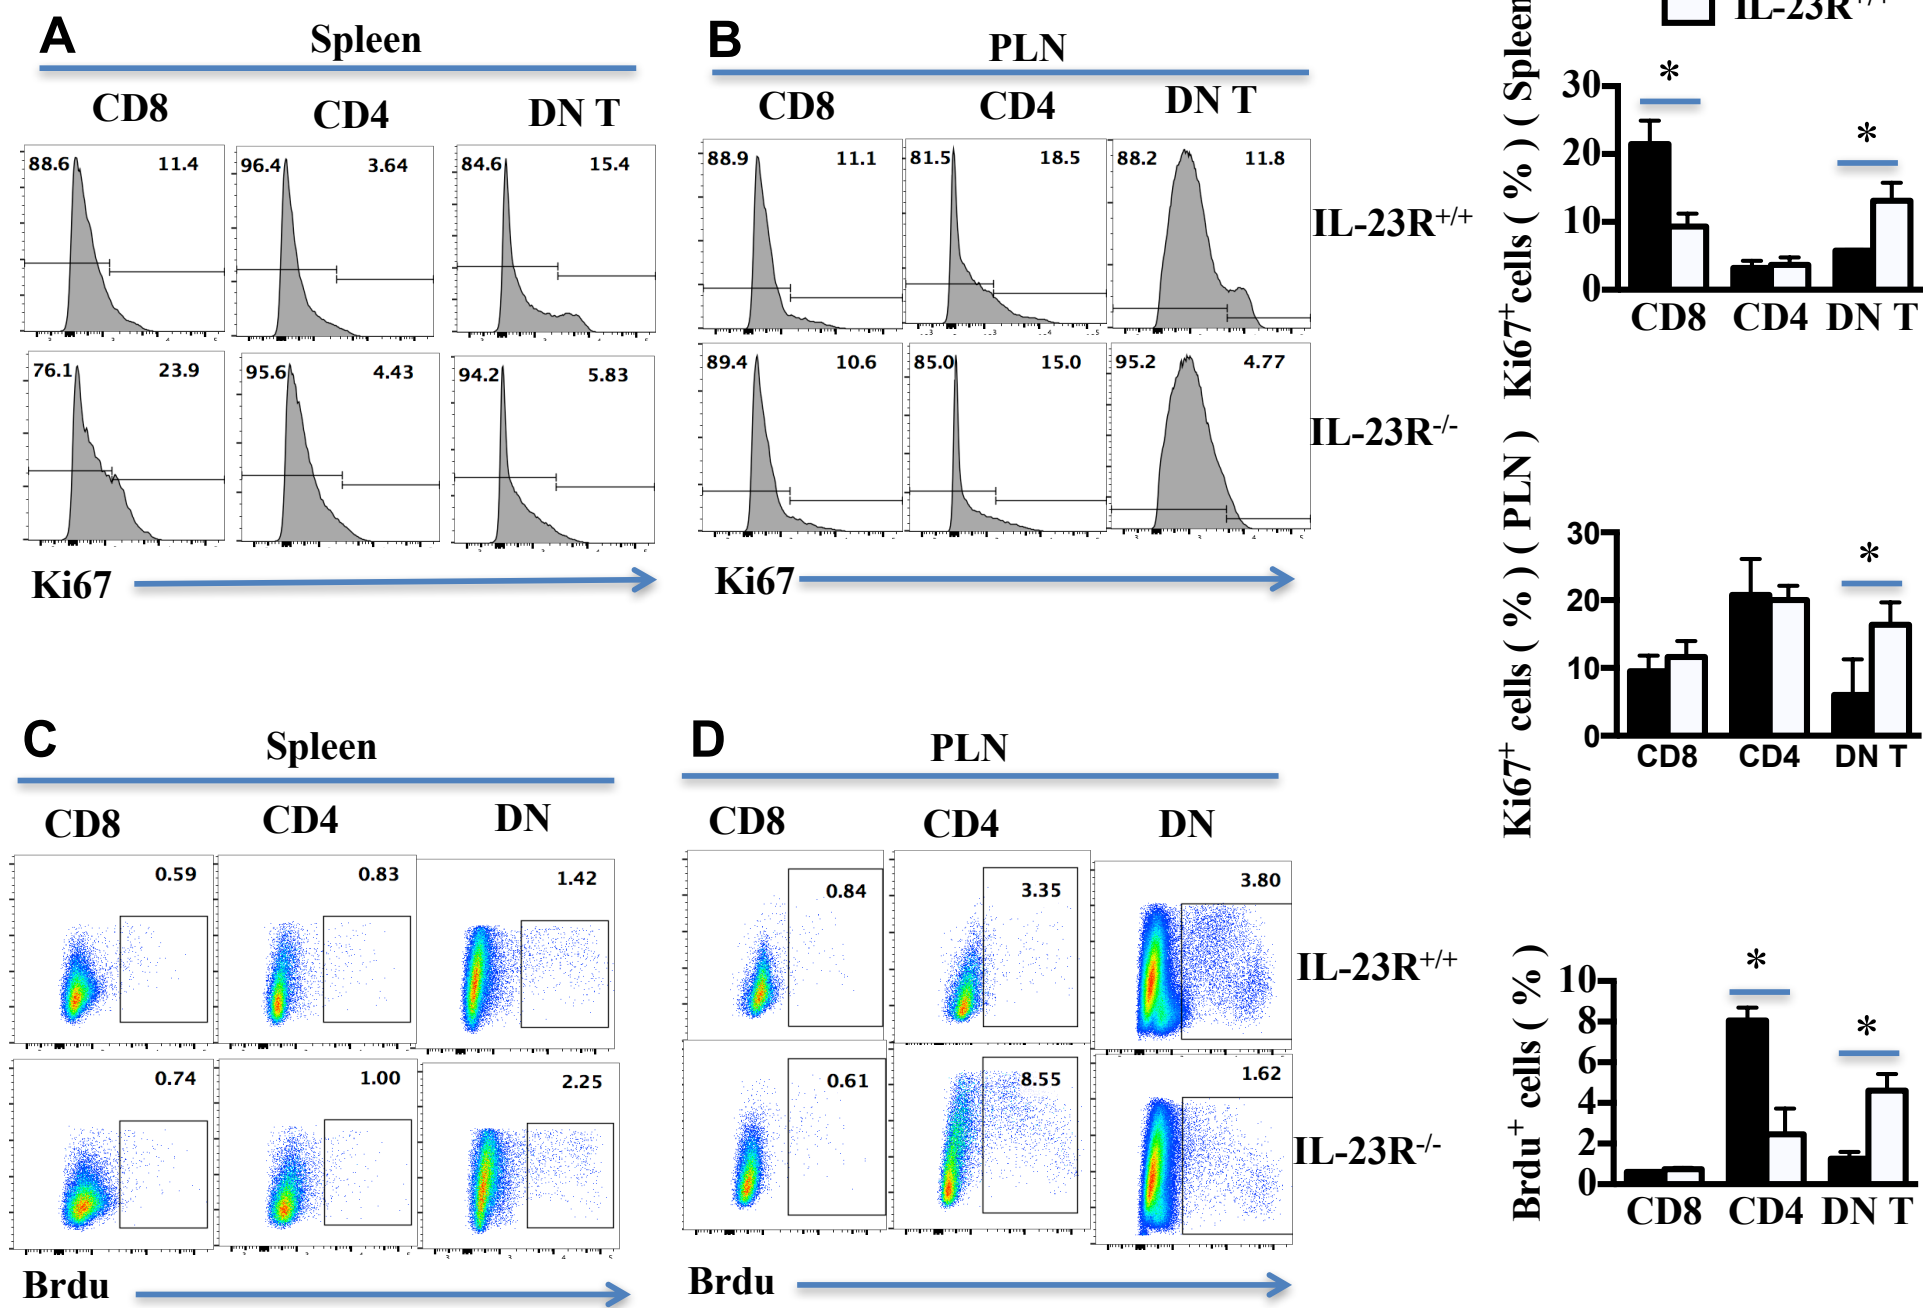 A
Spleen
CD8 CD4 DN T
88.6 11.4 96.4 3.64 84.6 15.4
76.1 23.9 95.6 4.43 94.2 5.83
Ki67
B
PLN
CD8 CD4 DN T
88.9 11.1 81.5 18.5 88.2 11.8
IL-23R+/+
89.4 10.6 85.0 15.0 95.2 4.77
IL-23R-/-
Ki67
C
Spleen
CD8 CD4 DN
0.59 0.83 1.42
0.74 1.00 2.25
Brdu
D
PLN
CD8 CD4 DN
0.84 3.35 3.80
IL-23R+/+
0.61 8.55 1.62
IL-23R-/-
Brdu
IL-23R+/+
Ki67+cells ( % ) ( Spleen
30
20
10
0
* *
CD8 CD4 DN T
Ki67+ cells ( % ) ( PLN )
30
20
10
0
*
CD8 CD4 DN T
Brdu+ cells ( % )
10
8
6
4
2
0
* *
CD8 CD4 DN T